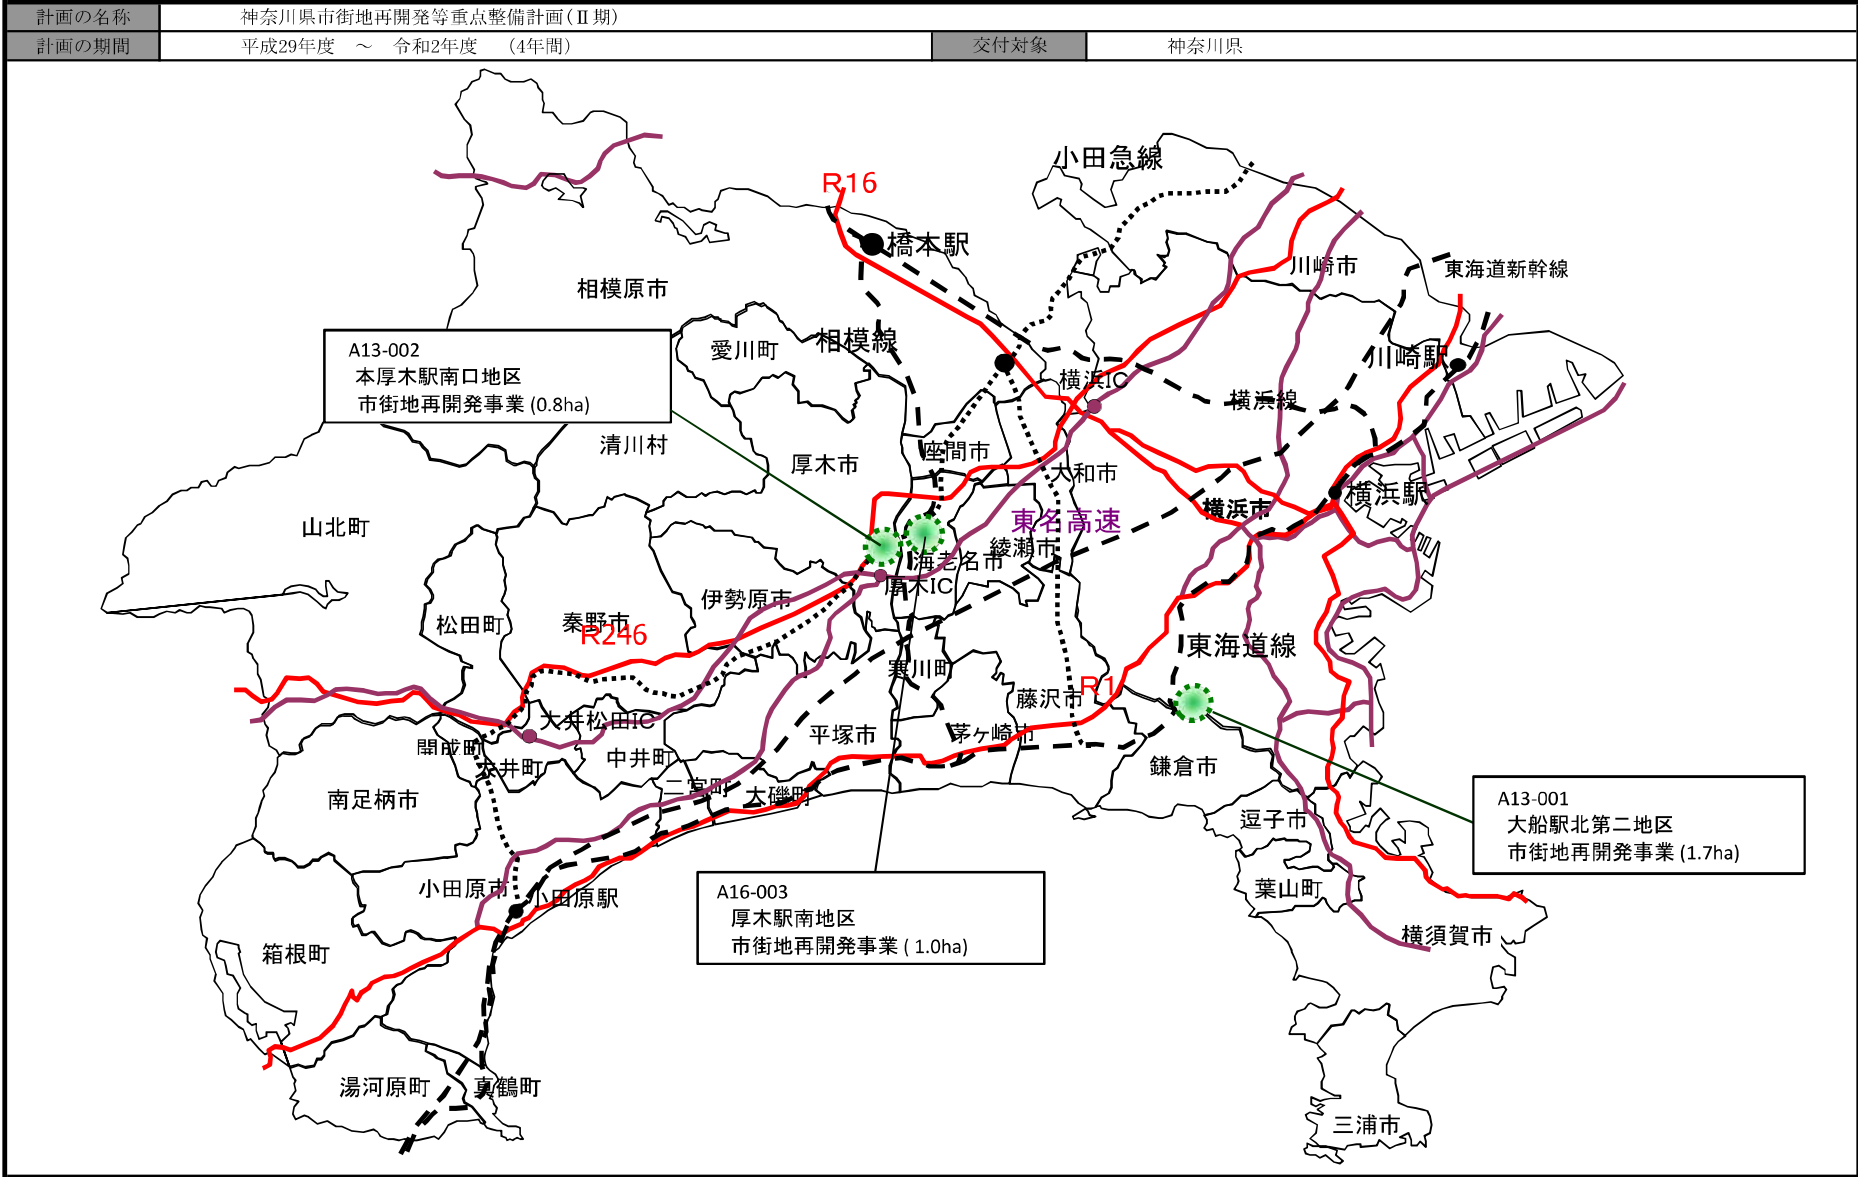 計画の名称 神奈川県市街地再開発等重点整備計画(Ⅱ期)
計画の期間 平成29年度 ～ 令和2年度 (4年間) 交付対象 神奈川県
小田急線
R16
橋本駅
川崎市
東海道新幹線
相模原市
相模線
愛川町
川崎駅
A13-002
本厚木駅南口地区
市街地再開発事業(0.8ha)
横浜IC
横浜線
清川村
厚木市
座間市
大和市
横浜駅
横浜市
東名高速
山北町
綾瀬市
海老名市
厚木IC
伊勢原市
松田町
秦野市
R246
東海道線
寒川町
R1
藤沢市
大井松田IC
平塚市
茅ヶ崎市
開成町
大井町
中井町
鎌倉市
二宮町
大磯町
南足柄市
A13-001
大船駅北第二地区
市街地再開発事業(1.7ha)
逗子市
小田原市
小田原駅
葉山町
A16-003
厚木駅南地区
市街地再開発事業( 1.0ha)
横須賀市
箱根町
湯河原町
真鶴町
三浦市